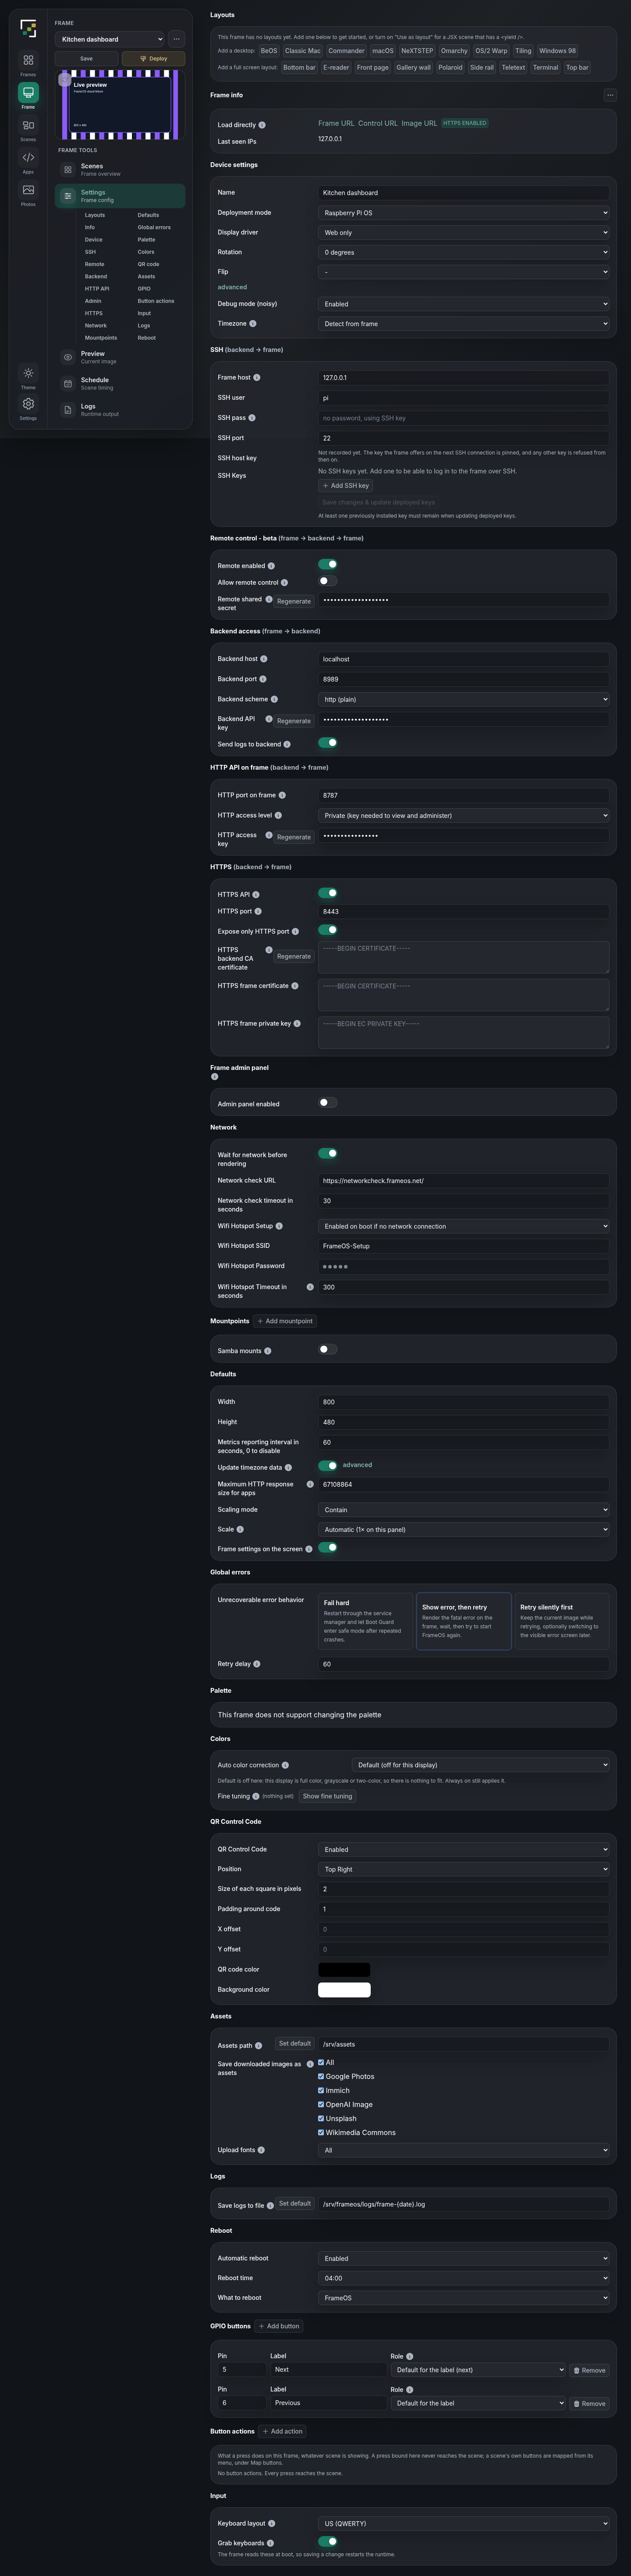 FRAME
Kitchen dashboard
Save
Deploy
Live preview
Frames
Frame
Scenes
Apps
Photos
Theme
Settings
FRAME TOOLS
Scenes
Frame overview
Settings
Frame config
Layouts
Defaults
Info
Global errors
Device
Palette
SSH
Colors
Remote
QR code
Backend
Assets
HTTP API
GPIO
Admin
Button actions
HTTPS
Input
Network
Logs
Mountpoints
Reboot
Preview
Current image
Schedule
Scene timing
Logs
Runtime output
Layouts
This frame has no layouts yet. Add one below to get started, or turn on "Use as layout" for a JSX scene that has a <yield />.
Add a desktop: BeOS Classic Mac Commander macOS NeXTSTEP Omarchy OS/2 Warp Tiling Windows 98
Add a full screen layout: Bottom bar E-reader Front page Gallery wall Polaroid Side rail Teletext Terminal Top bar
Frame info
Load directly Frame URL Control URL Image URL HTTPS ENABLED
Last seen IPs 127.0.0.1
Device settings
Name Kitchen dashboard
Deployment mode Raspberry Pi OS
Display driver Web only
Rotation 0 degrees
Flip -
advanced
Debug mode (noisy) Enabled
Timezone Detect from frame
SSH (backend → frame)
Frame host 127.0.0.1
SSH user pi
SSH pass no password, using SSH key
SSH port 22
SSH host key Not recorded yet. The key the frame offers on the next SSH connection is pinned, and any other key is refused from
then on.
SSH Keys No SSH keys yet. Add one to be able to log in to the frame over SSH.
+ Add SSH key
Save changes & update deployed keys
At least one previously installed key must remain when updating deployed keys.
Remote control - beta (frame → backend → frame)
Remote enabled
Allow remote control
Remote shared
secret
Regenerate
Backend access (frame → backend)
Backend host localhost
Backend port 8989
Backend scheme http (plain)
Backend API
key
Regenerate
Send logs to backend
HTTP API on frame (backend → frame)
HTTP port on frame 8787
HTTP access level Private (key needed to view and administer)
HTTP access
key
Regenerate
HTTPS (backend → frame)
HTTPS API
HTTPS port 8443
Expose only HTTPS port
HTTPS
backend CA
certificate
Regenerate
-----BEGIN CERTIFICATE-----
HTTPS frame certificate -----BEGIN CERTIFICATE-----
HTTPS frame private key -----BEGIN EC PRIVATE KEY-----
Frame admin panel
Admin panel enabled
Network
Wait for network before
rendering
Network check URL https://networkcheck.frameos.net/
Network check timeout in
seconds
30
Wifi Hotspot Setup Enabled on boot if no network connection
Wifi Hotspot SSID FrameOS-Setup
Wifi Hotspot Password
Wifi Hotspot Timeout in
seconds
300
Mountpoints + Add mountpoint
Samba mounts
Defaults
Width 800
Height 480
Metrics reporting interval in
seconds, 0 to disable
60
Update timezone data advanced
Maximum HTTP response
size for apps
67108864
Scaling mode Contain
Scale Automatic (1× on this panel)
Frame settings on the screen
Global errors
Unrecoverable error behavior
Fail hard
Restart through the service
manager and let Boot Guard
enter safe mode after repeated
crashes.
Show error, then retry
Render the fatal error on the
frame, wait, then try to start
FrameOS again.
Retry silently first
Keep the current image while
retrying, optionally switching to
the visible error screen later.
Retry delay 60
Palette
This frame does not support changing the palette
Colors
Auto color correction Default (off for this display)
Default is off here: this display is full color, grayscale or two-color, so there is nothing to fit. Always on still applies it.
Fine tuning (nothing set) Show fine tuning
QR Control Code
QR Control Code Enabled
Position Top Right
Size of each square in pixels 2
Padding around code 1
X offset 0
Y offset 0
QR code color
Background color
Assets
Assets path Set default /srv/assets
Save downloaded images as
assets
All
Google Photos
Immich
OpenAI Image
Unsplash
Wikimedia Commons
Upload fonts All
Logs
Save logs to file Set default /srv/frameos/logs/frame-{date}.log
Reboot
Automatic reboot Enabled
Reboot time 04:00
What to reboot FrameOS
GPIO buttons + Add button
Pin Label Role
5 Next Default for the label (next) Remove
Pin Label Role
6 Previous Default for the label Remove
Button actions + Add action
What a press does on this frame, whatever scene is showing. A press bound here never reaches the scene; a scene's own buttons are mapped from its
menu, under Map buttons.
No button actions. Every press reaches the scene.
Input
Keyboard layout US (QWERTY)
Grab keyboards
The frame reads these at boot, so saving a change restarts the runtime.